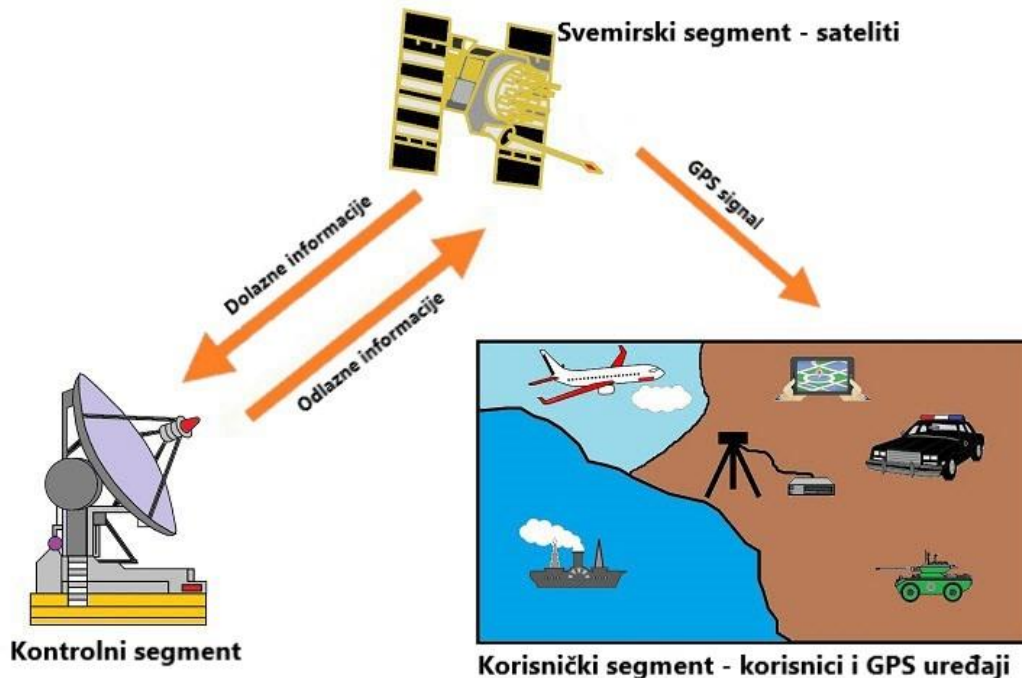 Svemirski segment - sateliti
GPS signal
Dolazne informacije
Odlazne informacije
Kontrolni segment
Korisnički segment - korisnici i GPS uređaji